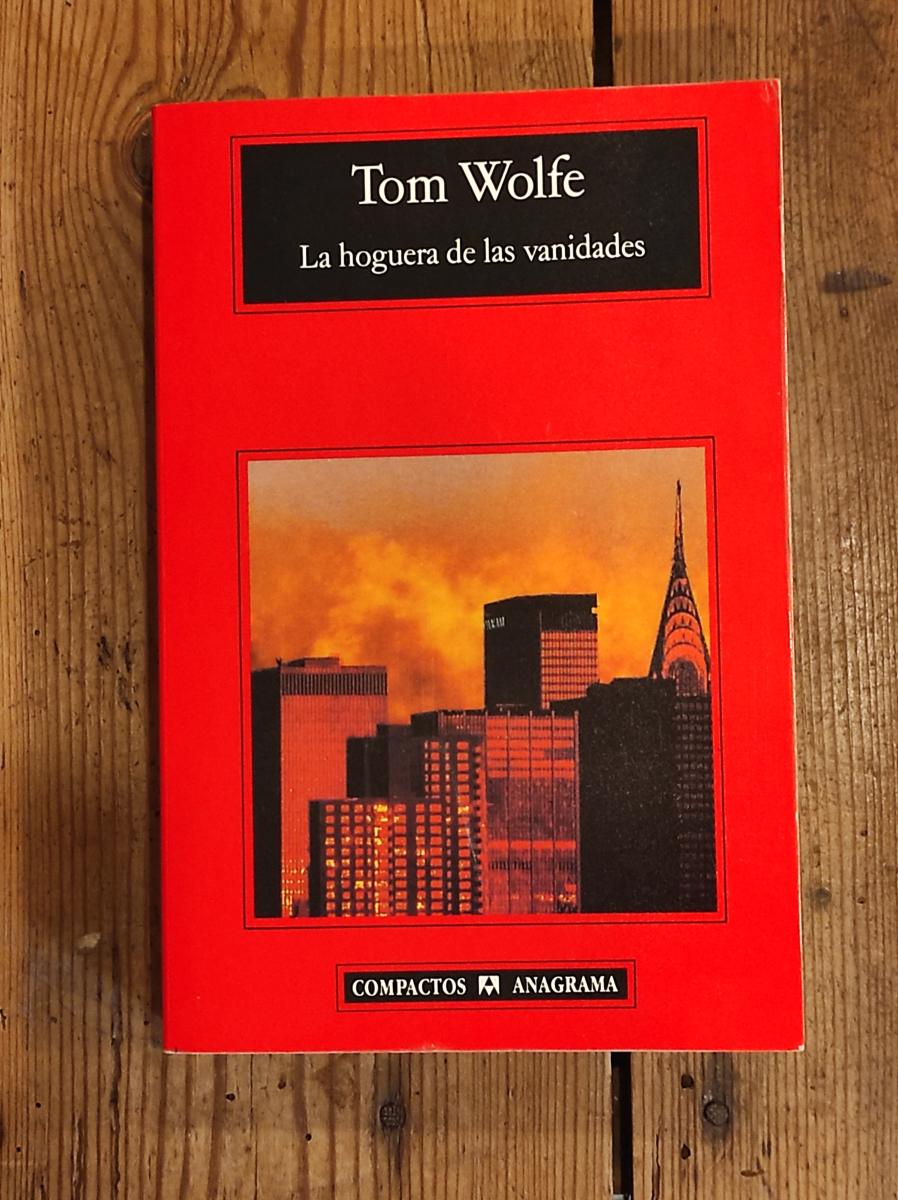 Tom Wolfe
La hoguera de las vanidades
COMPACTOS ANAGRAMA